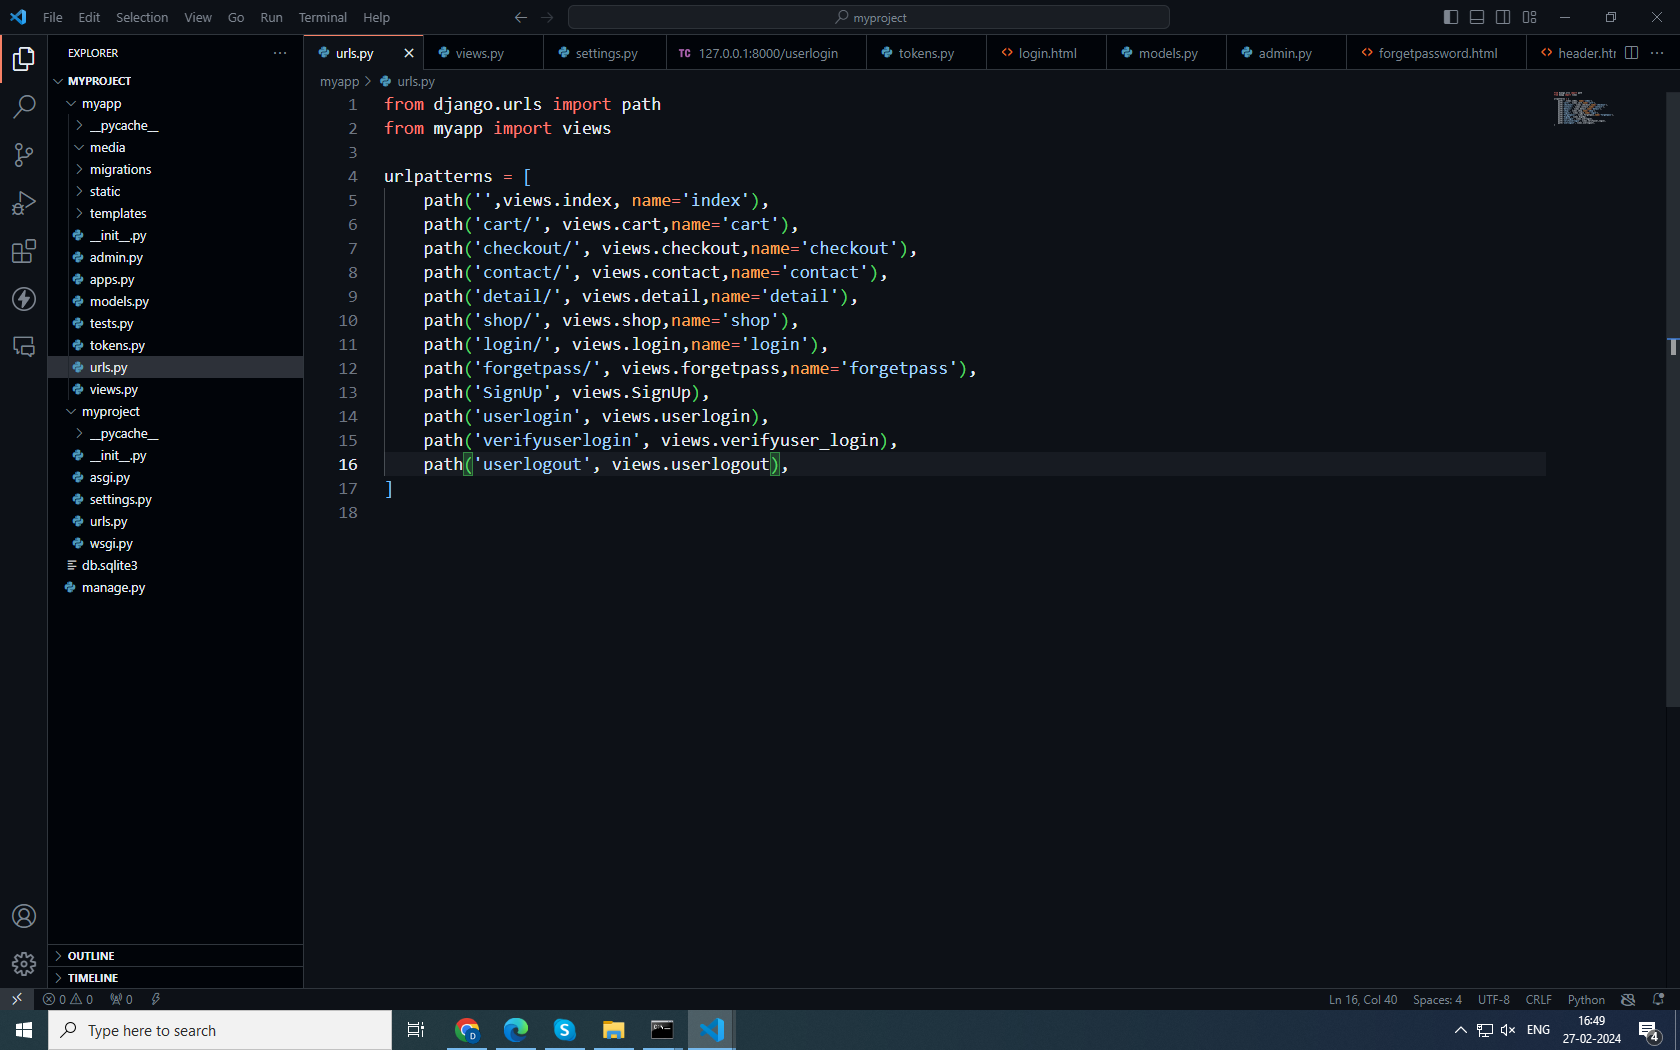 File Edit Selection View Go Run Terminal Help
myproject
EXPLORER
MYPROJECT
myapp
__pycache__
media
migrations
static
templates
__init__.py
admin.py
apps.py
models.py
tests.py
tokens.py
urls.py
views.py
myproject
__pycache__
__init__.py
asgi.py
settings.py
urls.py
wsgi.py
db.sqlite3
manage.py
OUTLINE
TIMELINE
urls.py views.py settings.py TC 127.0.0.1:8000/userlogin tokens.py login.html models.py admin.py forgetpassword.html header.htr
myapp > urls.py
1 from django.urls import path
2 from myapp import views
3
4 urlpatterns = [
5 path('',views.index, name='index'),
6 path('cart/', views.cart,name='cart'),
7 path('checkout/', views.checkout,name='checkout'),
8 path('contact/', views.contact,name='contact'),
9 path('detail/', views.detail,name='detail'),
10 path('shop/', views.shop,name='shop'),
11 path('login/', views.login,name='login'),
12 path('forgetpass/', views.forgetpass,name='forgetpass'),
13 path('SignUp', views.SignUp),
14 path('userlogin', views.userlogin),
15 path('verifyuserlogin', views.verifyuser_login),
16 path('userlogout', views.userlogout),
17 ]
18
0 0 0 Ln 16, Col 40 Spaces: 4 UTF-8 CRLF Python
Type here to search
D
S
ENG
16:49
27-02-2024
4